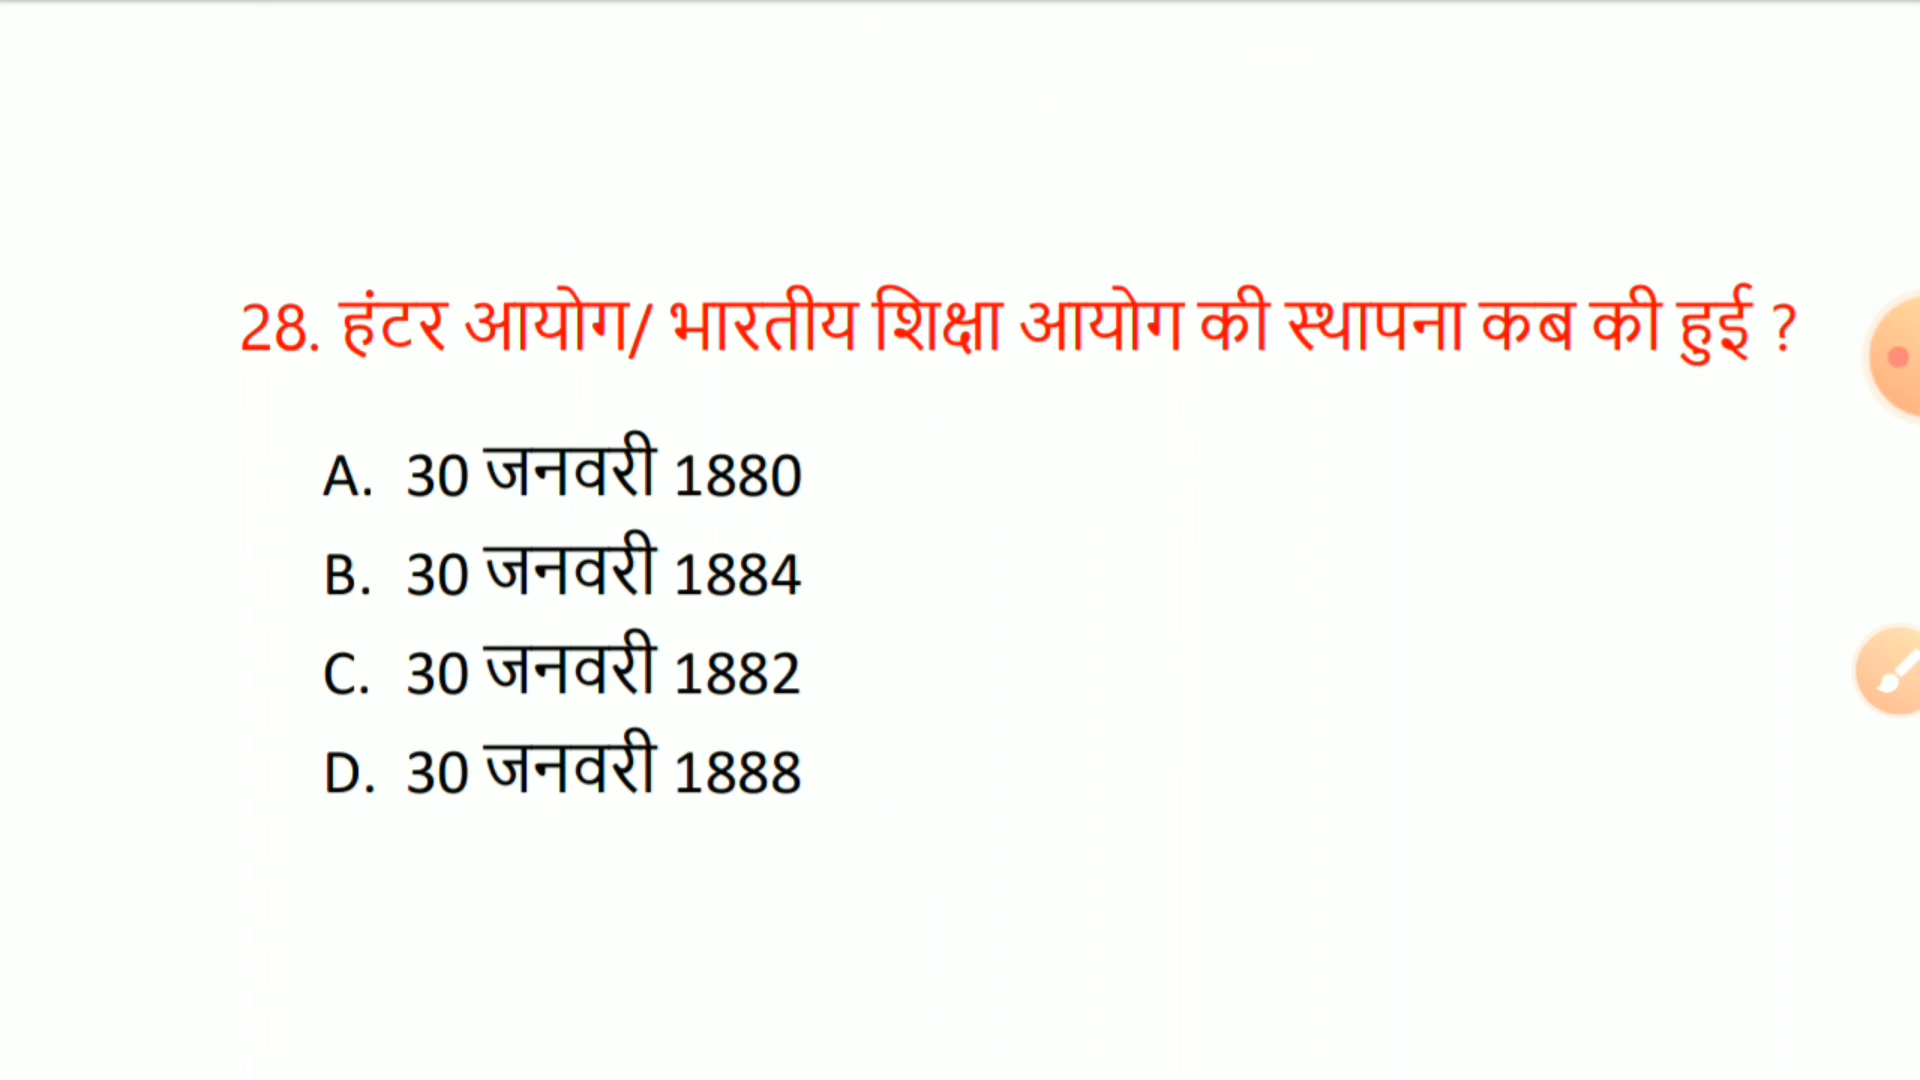 28. हंटर आयोग/ भारतीय शिक्षा आयोग की स्थापना कब की हुई ?
A. 30 जनवरी 1880
B. 30 जनवरी 1884
C. 30 जनवरी 1882
D. 30 जनवरी 1888